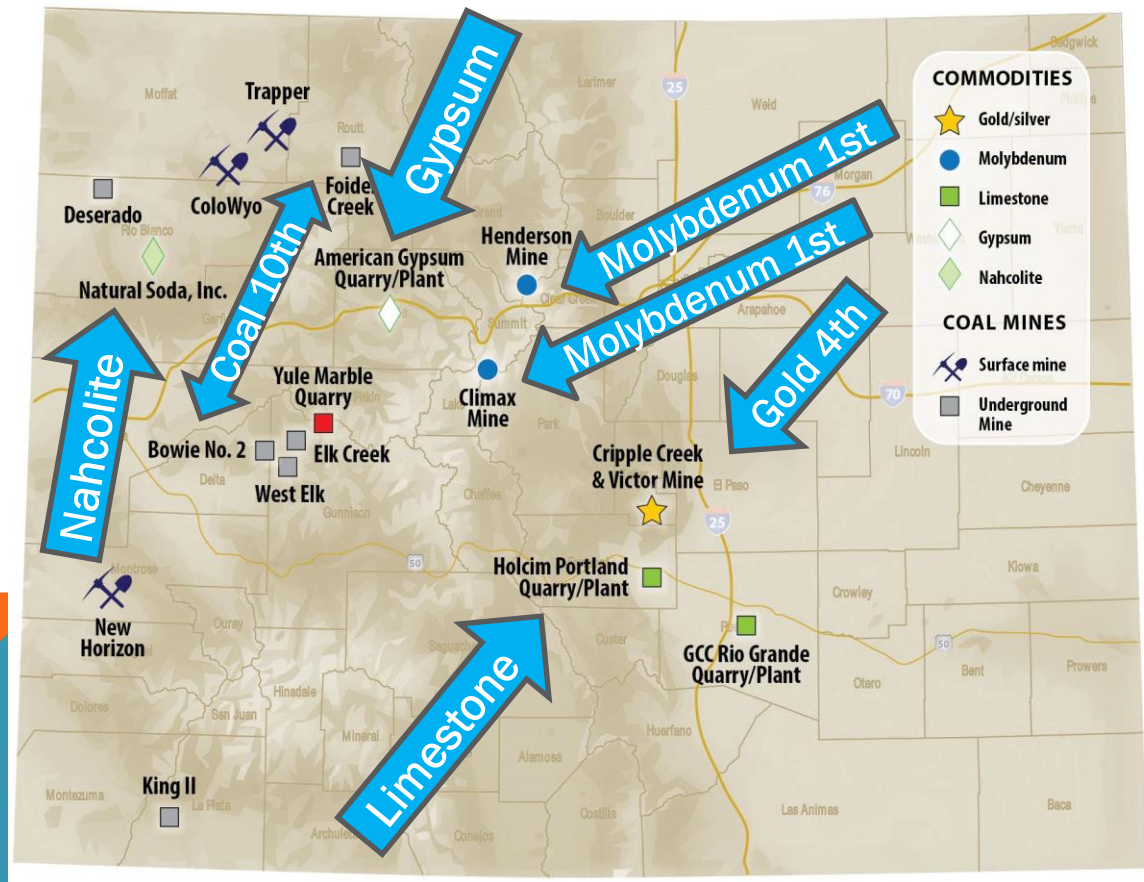 COMMODITIES
Gold/silver
Molybdenum
Limestone
Gypsum
Nahcolite
COAL MINES
Surface mine
Underground
Mine
Sedgwick
Phillips
Moffat
Trapper
Routt
Larimer
25
Weld
Gypsum
Molybdenum 1st
Morgan
76
Deserado
ColoWyo
Foidel
Creek
Rio Blanco
Grand
Boulder
Yuma
Molybdenum 1st
Henderson
Mine
American Gypsum
Quarry/Plant
Natural Soda, Inc.
Coal 10th
Clear Creek
Summit
Arapahoe
Gold 4th
Nahcolite
Yule Marble
Quarry
Pitkin
Lake
Climax
Mine
Douglas
70
Park
Bowie No. 2
Elk Creek
West Elk
Delta
Gunnison
Chaffee
Cripple Creek
& Victor Mine
El Paso
Lincoln
Cheyenne
25
50
Montrose
Holcim Portland
Quarry/Plant
Kiowa
Crowley
New
Horizon
Ouray
Saguache
Custer
GCC Rio Grande
Quarry/Plant
50
Bent
Prowers
Otero
Limestone
Dolores
San Juan
Hinsdale
Mineral
Huerfano
Alamosa
King II
Montezuma
La Plata
Archuleta
Conejos
Costilla
Las Animas
Baca